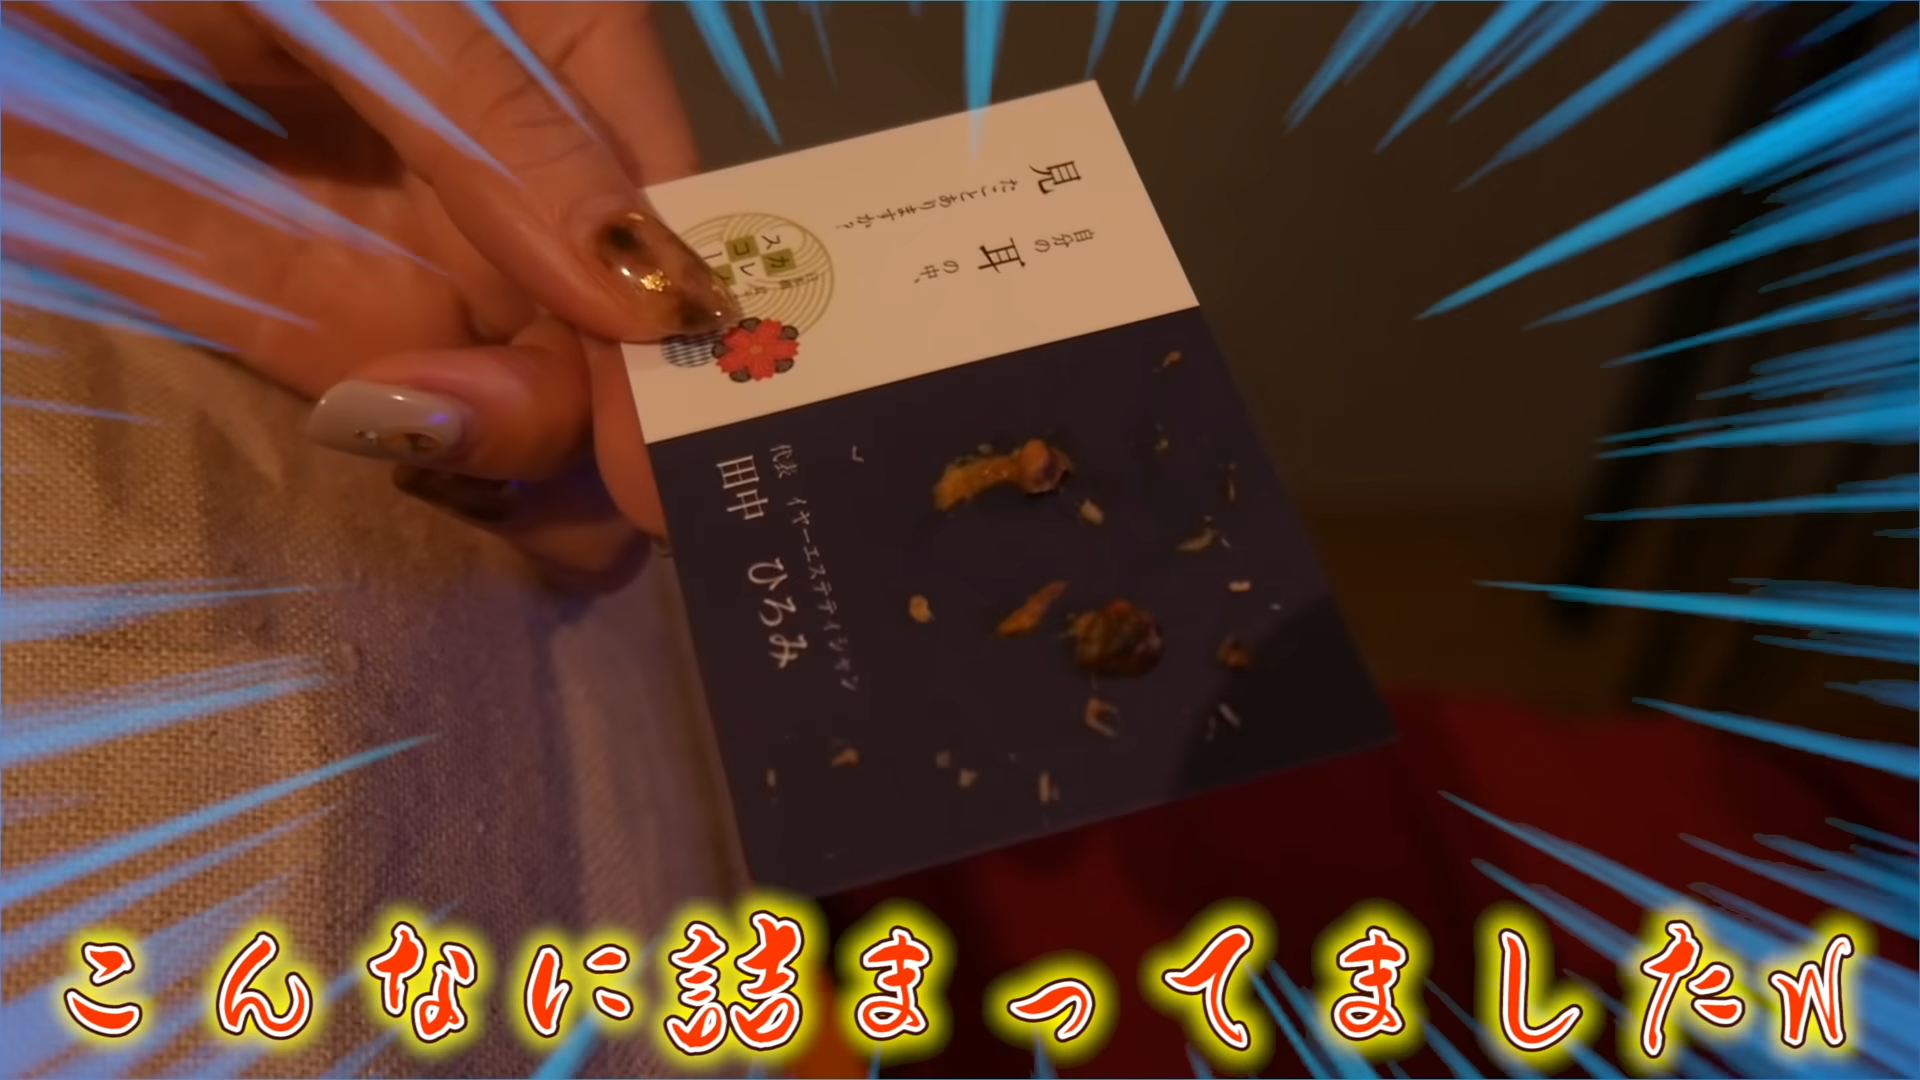 自分の耳の中、
見たことありますか?
スカルプ
代表 イヤーエステティシャン
田中 ひろみ
こんなに詰まってましたw